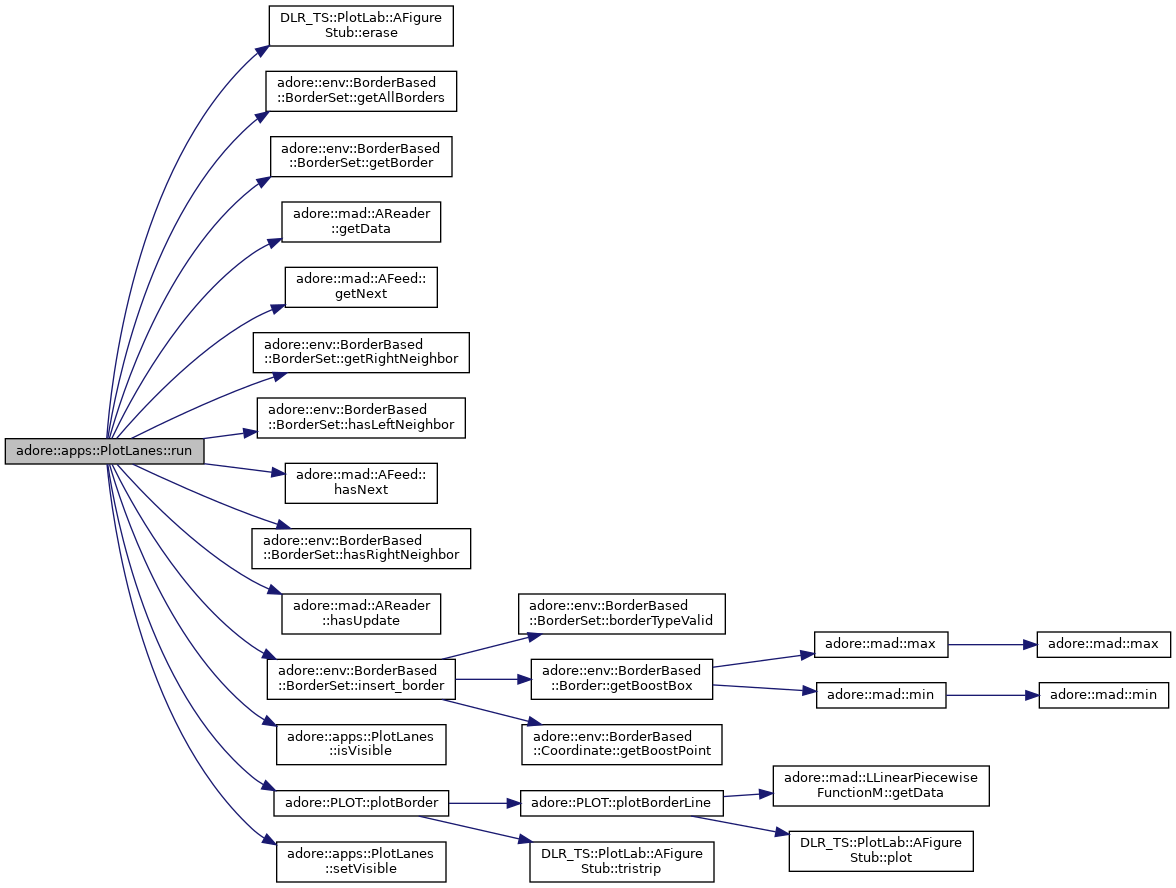 DLR_TS::PlotLab::AFigure
Stub::erase
adore::env::BorderBased
::BorderSet::getAllBorders
adore::env::BorderBased
::BorderSet::getBorder
adore::mad::AReader
::getData
adore::mad::AFeed::
getNext
adore::env::BorderBased
::BorderSet::getRightNeighbor
adore::env::BorderBased
::BorderSet::hasLeftNeighbor
adore::apps::PlotLanes::run
adore::mad::AFeed::
hasNext
adore::env::BorderBased
::BorderSet::hasRightNeighbor
adore::mad::AReader
::hasUpdate
adore::env::BorderBased
::BorderSet::borderTypeValid
adore::env::BorderBased
::BorderSet::insert_border
adore::env::BorderBased
::Border::getBoostBox
adore::mad::max
adore::mad::max
adore::mad::min
adore::mad::min
adore::env::BorderBased
::Coordinate::getBoostPoint
adore::apps::PlotLanes
::isVisible
adore::PLOT::plotBorder
adore::PLOT::plotBorderLine
adore::mad::LLinearPiecewise
FunctionM::getData
DLR_TS::PlotLab::AFigure
Stub::plot
DLR_TS::PlotLab::AFigure
Stub::tristrip
adore::apps::PlotLanes
::setVisible